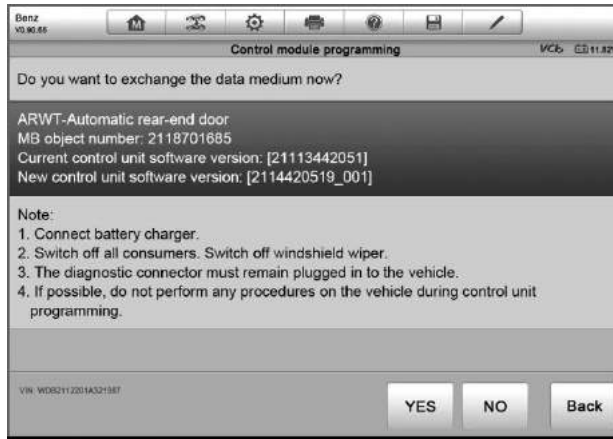 Benz
V0.90.65
Control module programming
VCI
Do you want to exchange the data medium now?
ARWT-Automatic rear-end door
MB object number: 2118701685
Current control unit software version: [21113442051]
New control unit software version: [2114420519_001]
Note:
1. Connect battery charger.
2. Switch off all consumers. Switch off windshield wiper.
3. The diagnostic connector must remain plugged in to the vehicle.
4. If possible, do not perform any procedures on the vehicle during control unit
programming.
VIN
YES
NO
Back